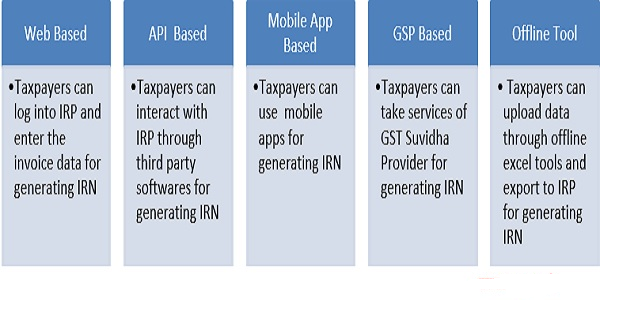 Web Based
•Taxpayers can
log into IRP and
enter the
invoice data for
generating IRN
API Based
•Taxpayers can
interact with
IRP through
third party
softwares for
generating IRN
Mobile App
Based
•Taxpayers can
use mobile
apps for
generating IRN
GSP Based
•Taxpayers can
take services of
GST Suvidha
Provider for
generating IRN
Offline Tool
• Taxpayers can
upload data
through offline
excel tools and
export to IRP
for generating
IRN